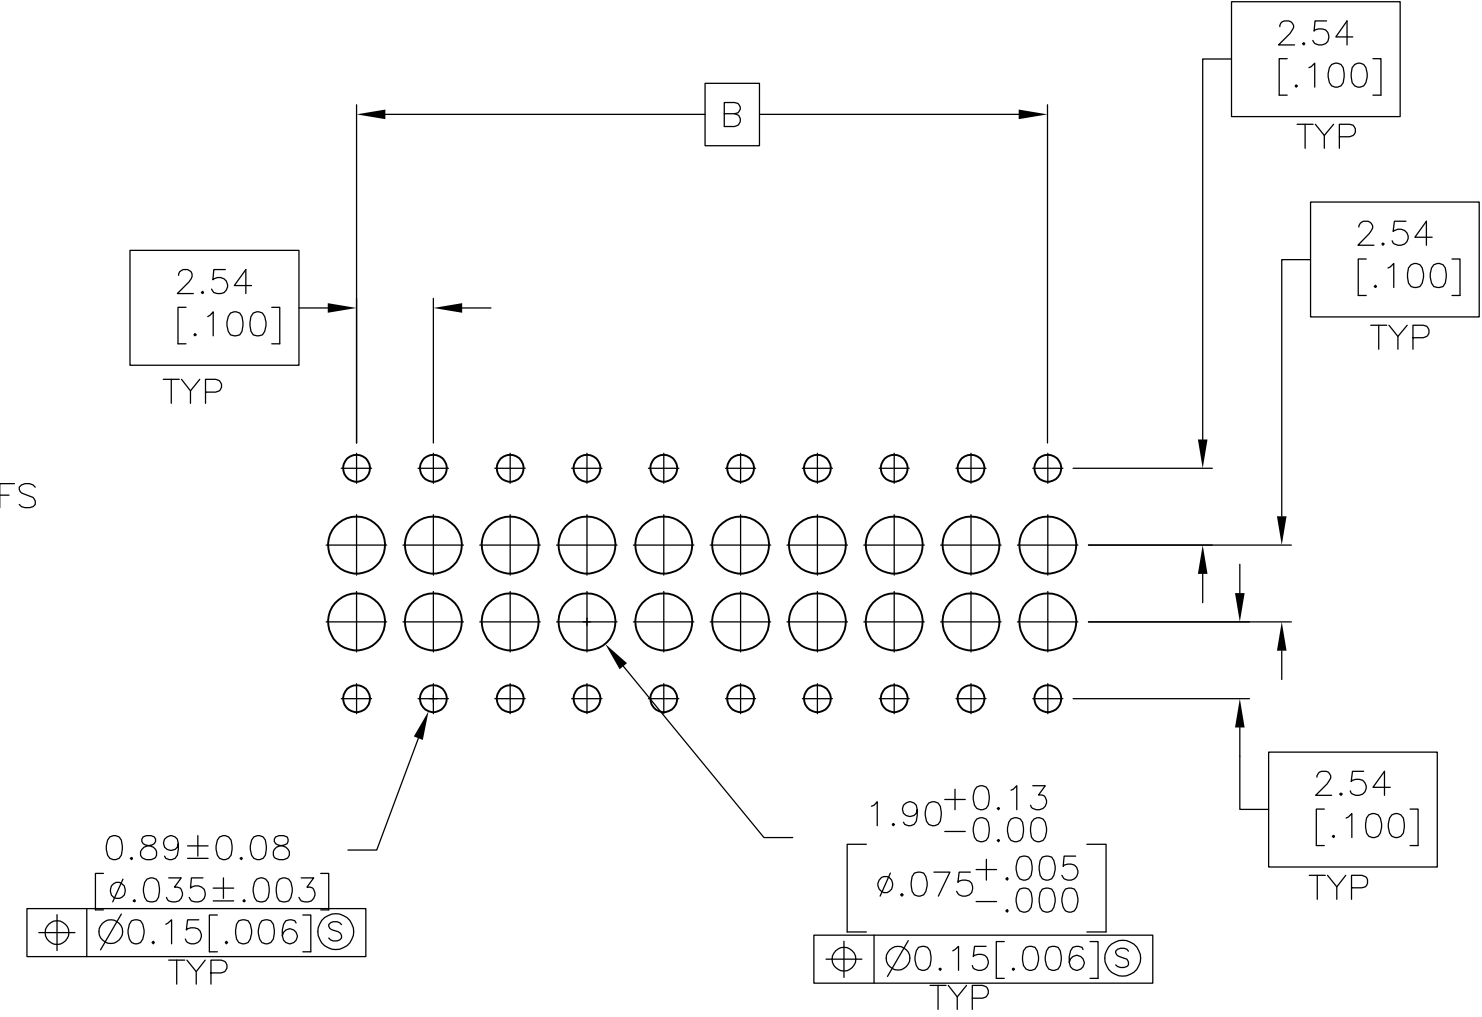 2.54
[.100]
TYP
B
2.54
[.100]
TYP
2.54
[.100]
TYP
FS
0.89±0.08
[ø.035±.003]
⌖ Ø0.15[.006]Ⓢ
TYP
1.90 +0.13
-0.00
[ø.075 +.005
-.000]
⌖ Ø0.15[.006]Ⓢ
TYP
2.54
[.100]
TYP